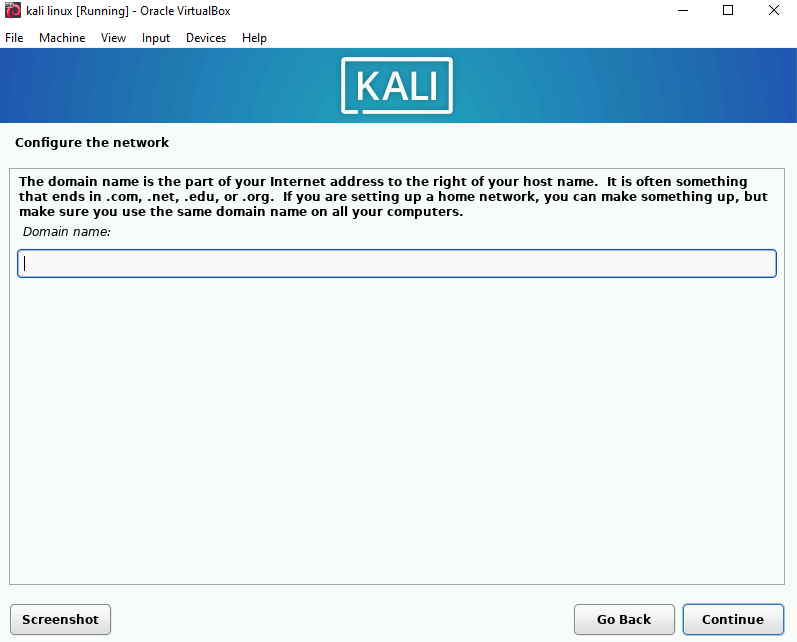 kali linux [Running] - Oracle VirtualBox
File Machine View Input Devices Help
KALI
Configure the network
The domain name is the part of your Internet address to the right of your host name.  It is often something
that ends in .com, .net, .edu, or .org.  If you are setting up a home network, you can make something up, but
make sure you use the same domain name on all your computers.
Domain name:
Screenshot Go Back Continue